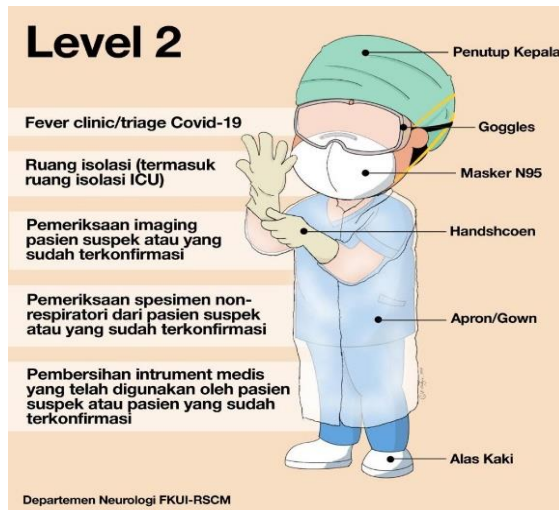 Level 2
Fever clinic/triage Covid-19
Ruang isolasi (termasuk
ruang isolasi ICU)
Pemeriksaan imaging
pasien suspek atau yang
sudah terkonfirmasi
Pemeriksaan spesimen non-
respiratori dari pasien suspek
atau yang sudah terkonfirmasi
Pembersihan intrument medis
yang telah digunakan oleh pasien
suspek atau pasien yang sudah
terkonfirmasi
Penutup Kepala
Goggles
Masker N95
Handshcoen
Apron/Gown
Alas Kaki
Departemen Neurologi FKUI-RSCM